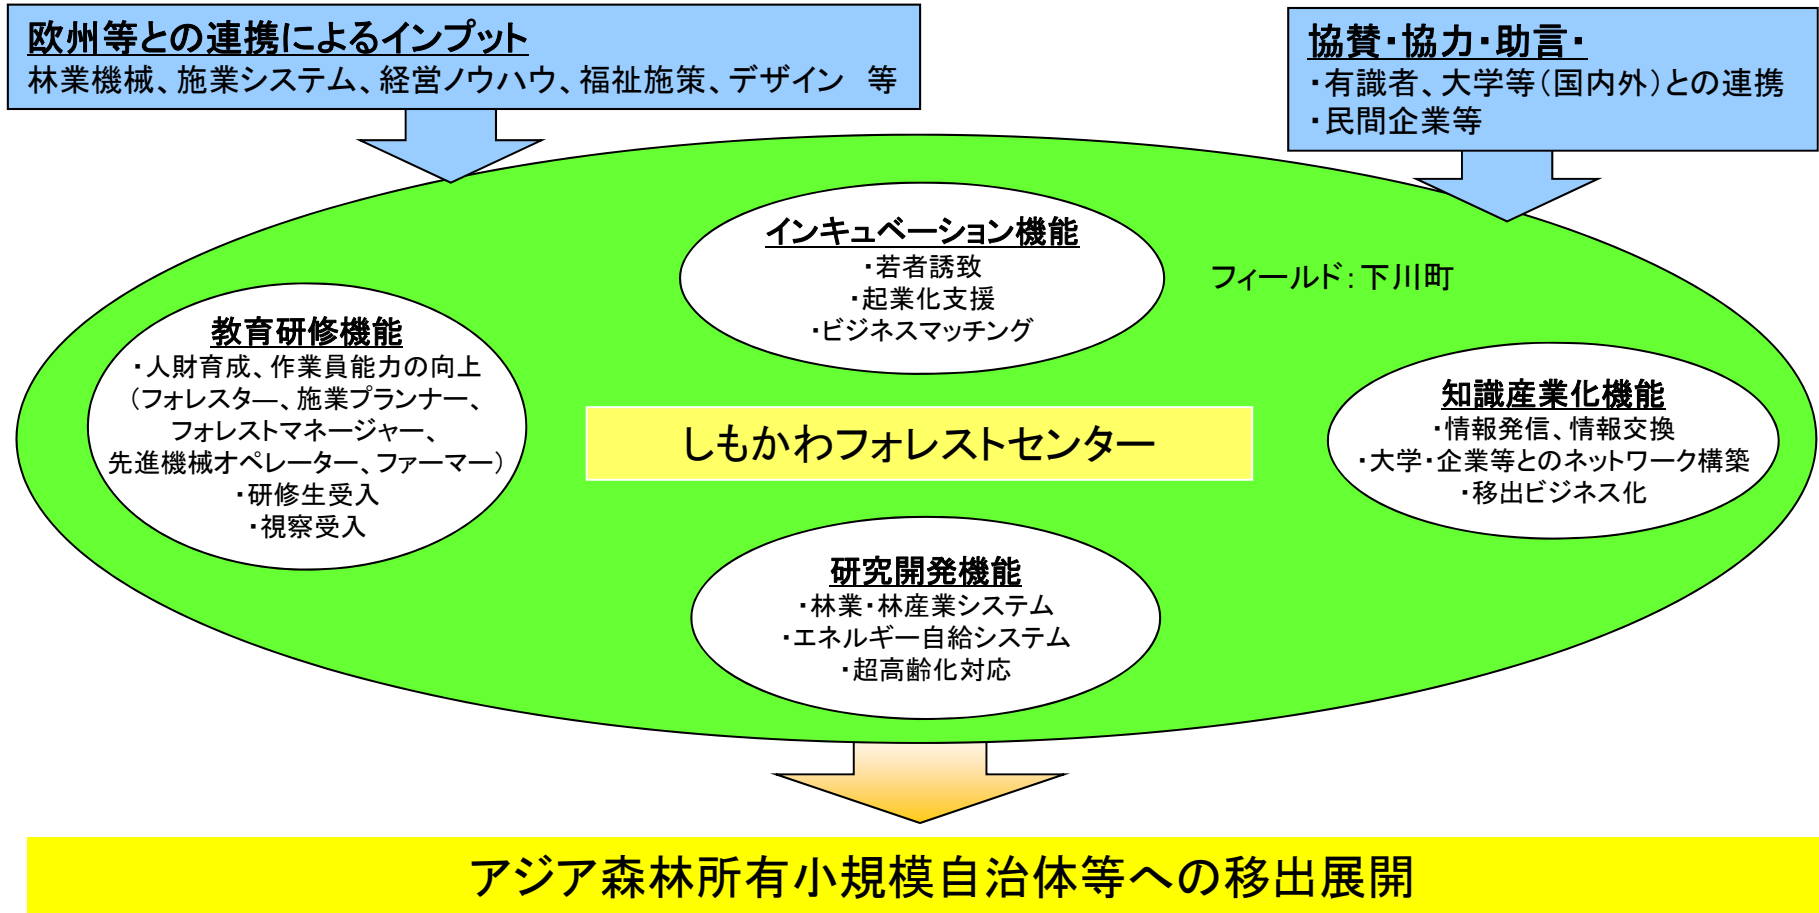 欧州等との連携によるインプット
林業機械、施業システム、経営ノウハウ、福祉施策、デザイン　等
協賛・協力・助言・
・有識者、大学等（国内外）との連携
・民間企業等
インキュベーション機能
・若者誘致
・起業化支援
・ビジネスマッチング
フィールド：下川町
教育研修機能
・人財育成、作業員能力の向上
（フォレスタ―、施業プランナー、
フォレストマネージャー、
先進機械オペレーター、ファーマー）
・研修生受入
・視察受入
しもかわフォレストセンター
知識産業化機能
・情報発信、情報交換
・大学・企業等とのネットワーク構築
・移出ビジネス化
研究開発機能
・林業・林産業システム
・エネルギー自給システム
・超高齢化対応
アジア森林所有小規模自治体等への移出展開